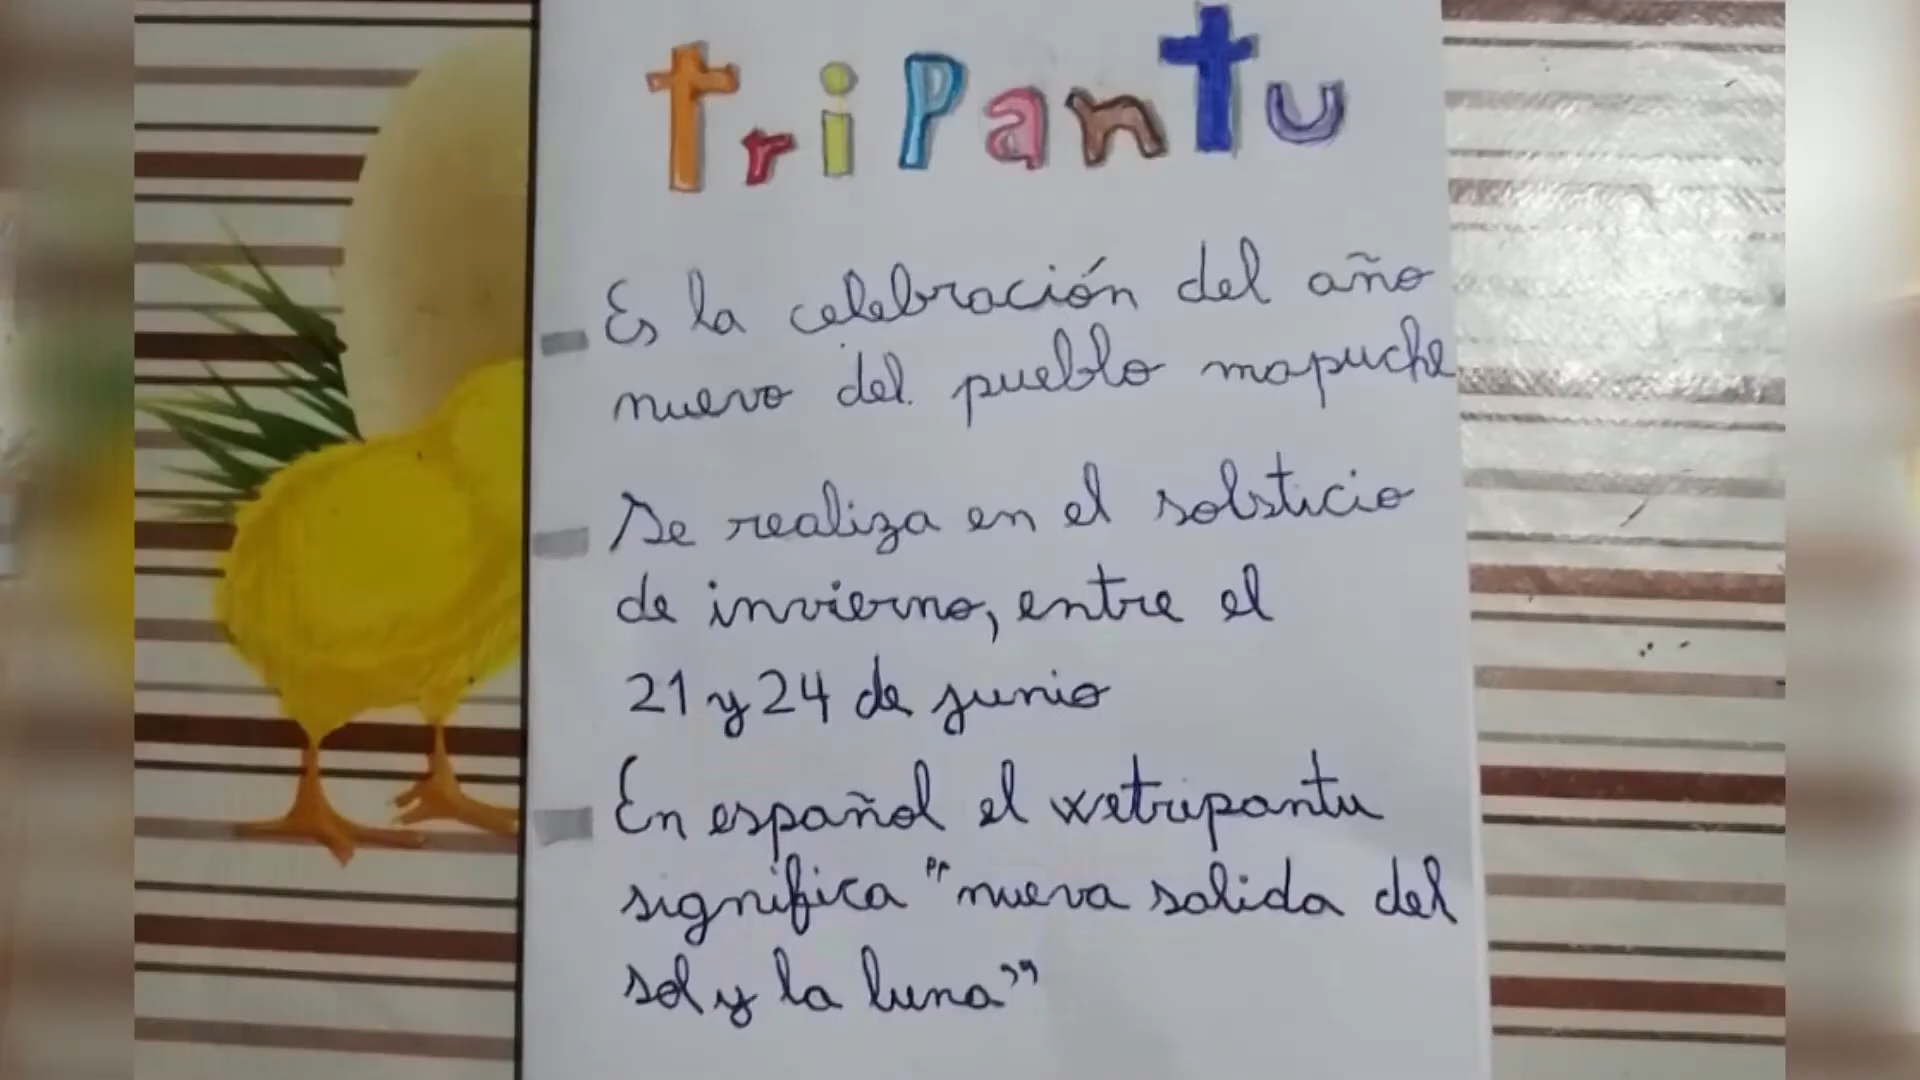 triPantu
Es la celebración del año
nuevo del pueblo mapuche
Se realiza en el solsticio
de invierno, entre el
21 y 24 de junio
En español el wetripantu
significa "nueva salida del
sol y la luna"